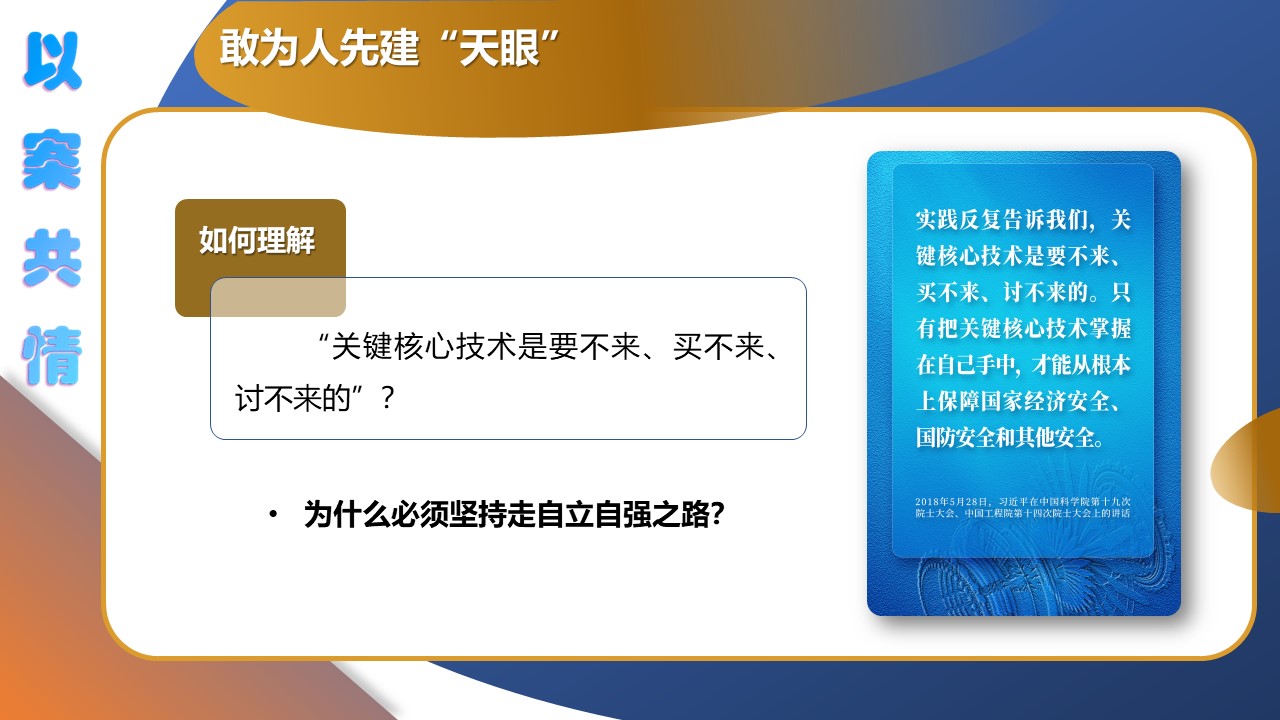 以
案
共
情
敢为人先建“天眼”
如何理解
“关键核心技术是要不来、买不来、
讨不来的”？
• 为什么必须坚持走自立自强之路？
实践反复告诉我们，关
键核心技术是要不来、
买不来、讨不来的。只
有把关键核心技术掌握
在自己手中，才能从根本
上保障国家经济安全、
国防安全和其他安全。
2018年5月28日，习近平在中国科学院第十九次
院士大会、中国工程院第十四次院士大会上的讲话